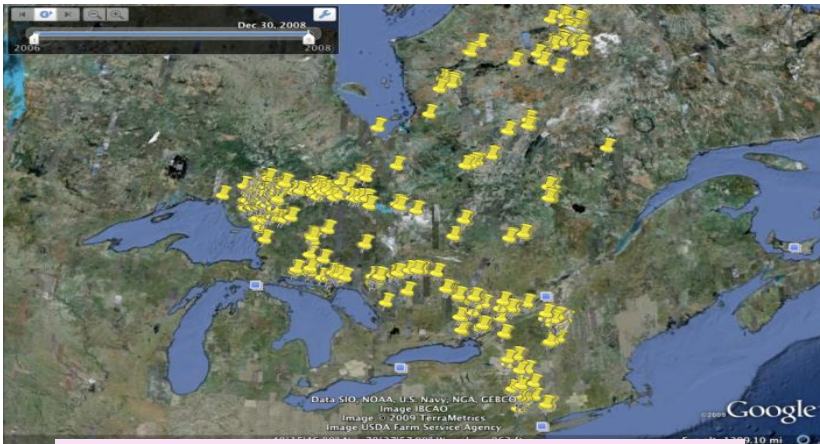 Dec 30, 2008
2006
2008
Data SIO, NOAA, U.S. Navy, NGA, GEBCO
Image IBCAO
Image © 2009 TerraMetrics
Image USDA Farm Service Agency
©2009 Google